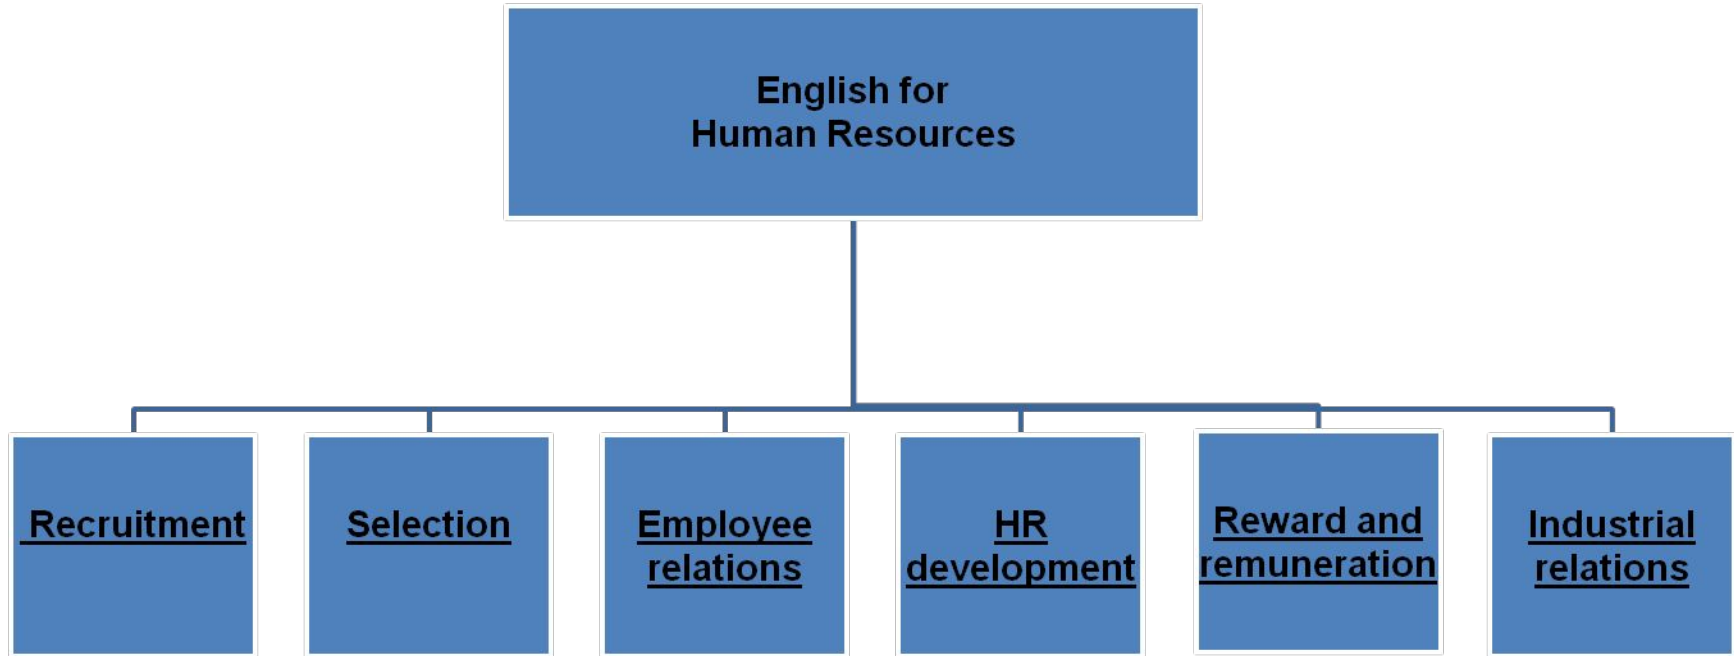 English for
Human Resources
Recruitment
Selection
Employee
relations
HR
development
Reward and
remuneration
Industrial
relations